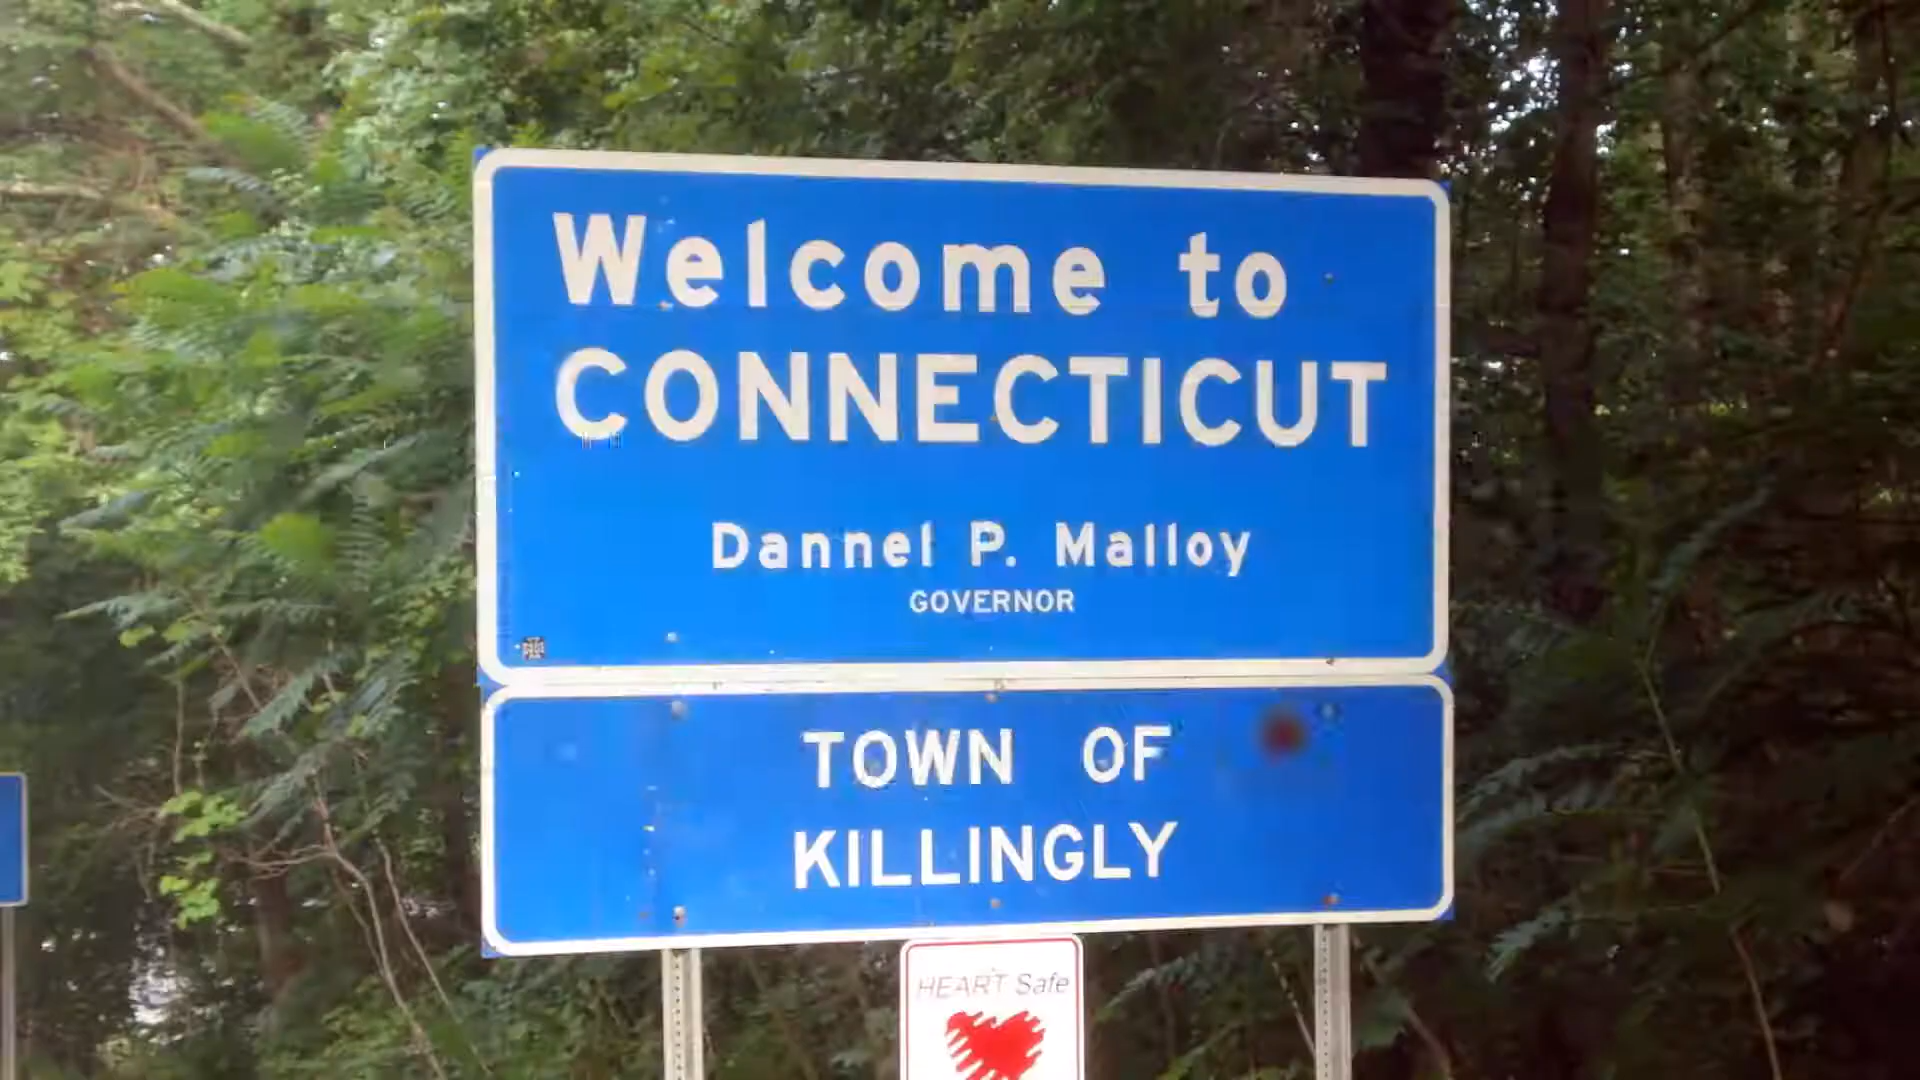 Welcome to
CONNECTICUT
Dannel P. Malloy
GOVERNOR
TOWN OF
KILLINGLY
HEART Safe